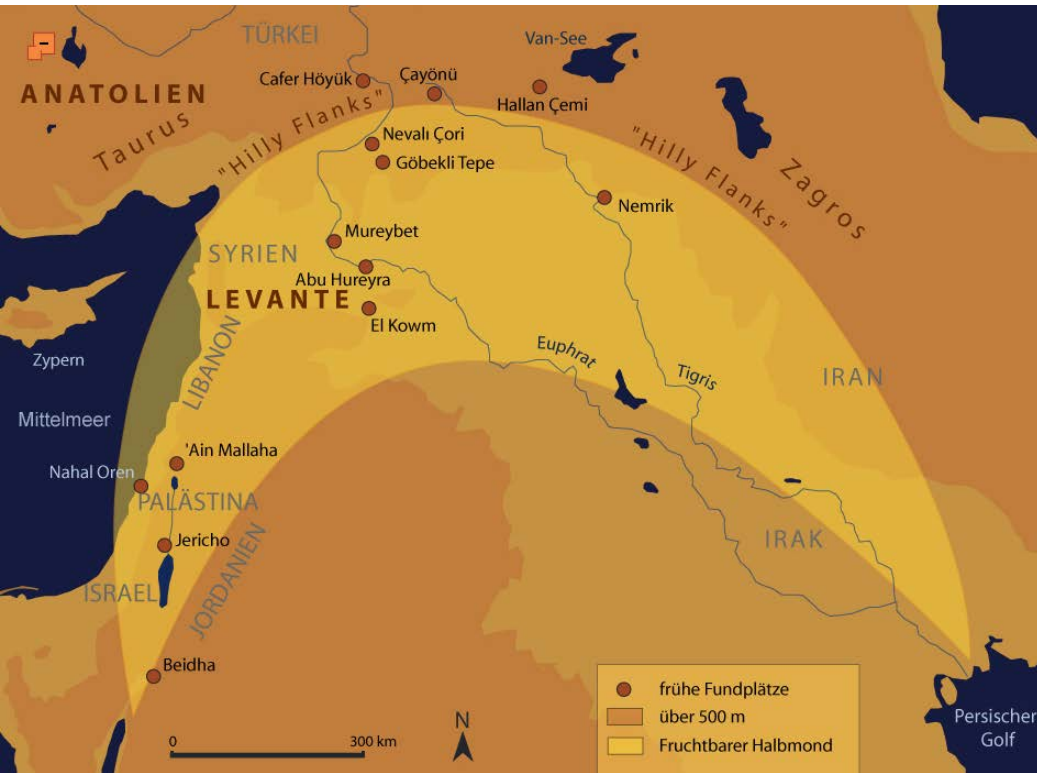 TÜRKEI
Van-See
Cafer Höyük
Çayönü
ANATOLIEN
Hallan Çemi
Taurus
"Hilly Flanks"
"Hilly Flanks"
Zagros
Nevalı Çori
Göbekli Tepe
Nemrik
Mureybet
SYRIEN
Abu Hureyra
LEVANTE
El Kowm
Zypern
LIBANON
Euphrat
Tigris
IRAN
Mittelmeer
'Ain Mallaha
Nahal Oren
PALÄSTINA
Jericho
IRAK
ISRAEL
JORDANIEN
Beidha
frühe Fundplätze
über 500 m
Fruchtbarer Halbmond
Persischer
Golf
N
0 300 km